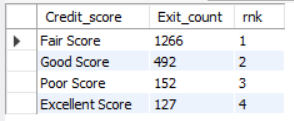 Credit_score Exit_count rnk
Fair Score 1266 1
Good Score 492 2
Poor Score 152 3
Excellent Score 127 4